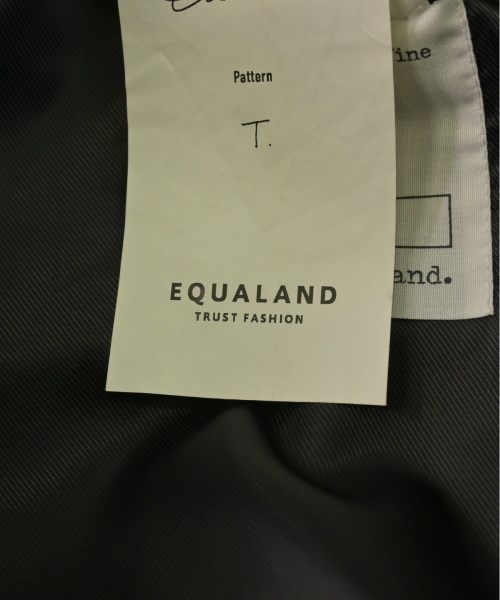 Pattern
T.
EQUALAND
TRUST FASHION
ine
and.